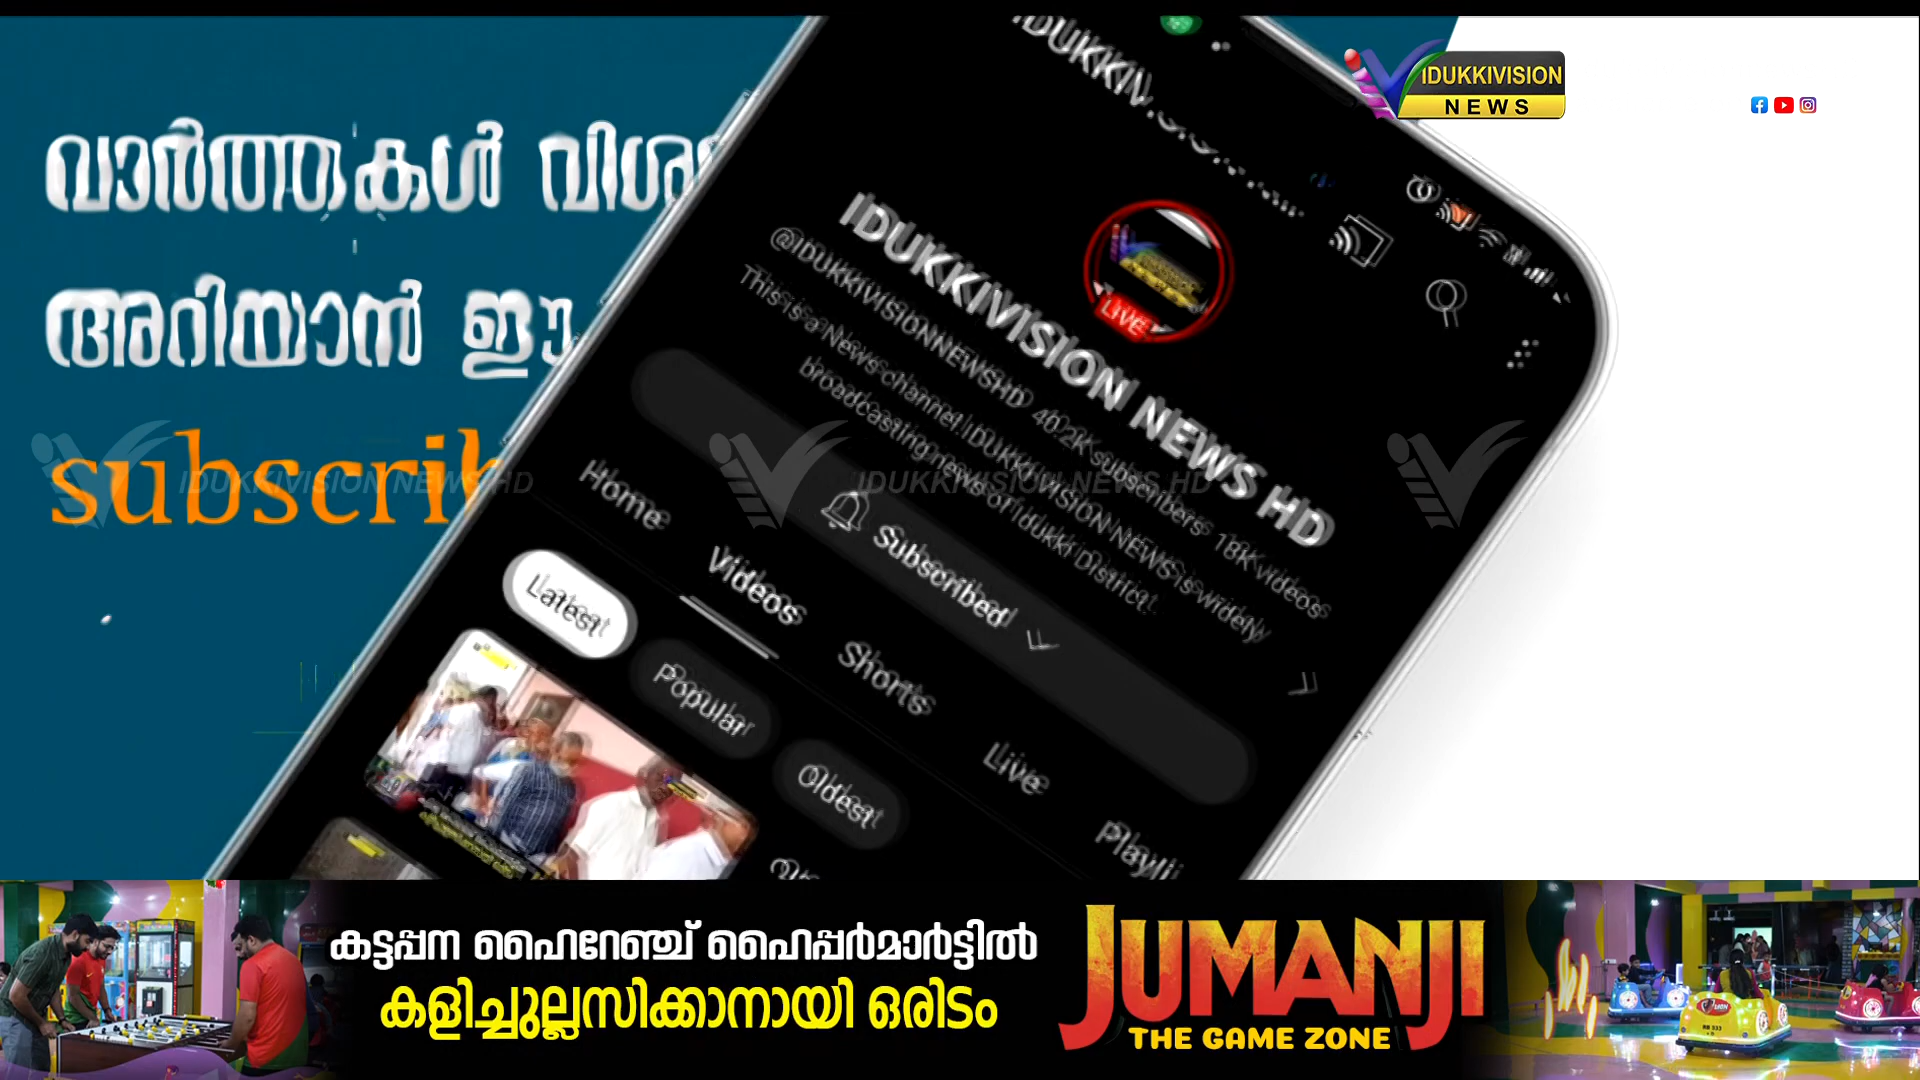 IDUKKIVISION
NEWS
വാർത്തകൾ
അറിയാൻ ഈ
IDUKKIVISION NEWS HD
@IDUKKIVISIONNEWSHD 40.2K subscribers 18K videos
This is a News channel.IDUKKI VISION NEWS is widely
broadcasting news of Idukki District.
LIVE
Subscribed
Home Videos Shorts Live
Latest Popular Oldest
IDUKKIVISION NEWS HD
IDUKKIVISION NEWS HD
കട്ടപ്പന ഹൈറേഞ്ച് ഹൈപ്പർമാർട്ടിൽ
കളിച്ചുല്ലസിക്കാനായി ഒരിടം
JUMANJI
THE GAME ZONE